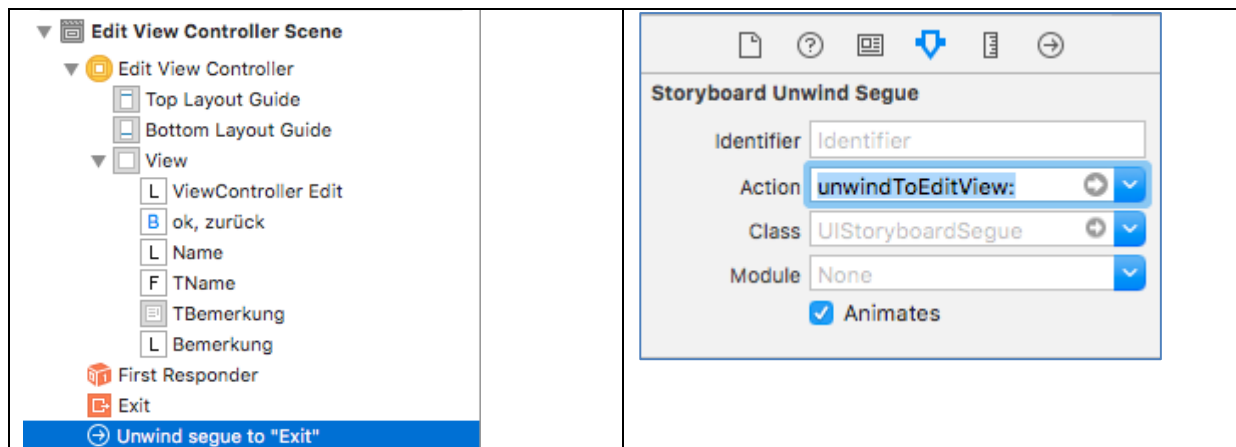 Edit View Controller Scene
Edit View Controller
Top Layout Guide
Bottom Layout Guide
View
L ViewController Edit
B ok, zurück
L Name
F TName
TBemerkung
L Bemerkung
First Responder
Exit
Unwind segue to "Exit"
Storyboard Unwind Segue
Identifier Identifier
Action unwindToEditView:
Class UIStoryboardSegue
Module None
Animates